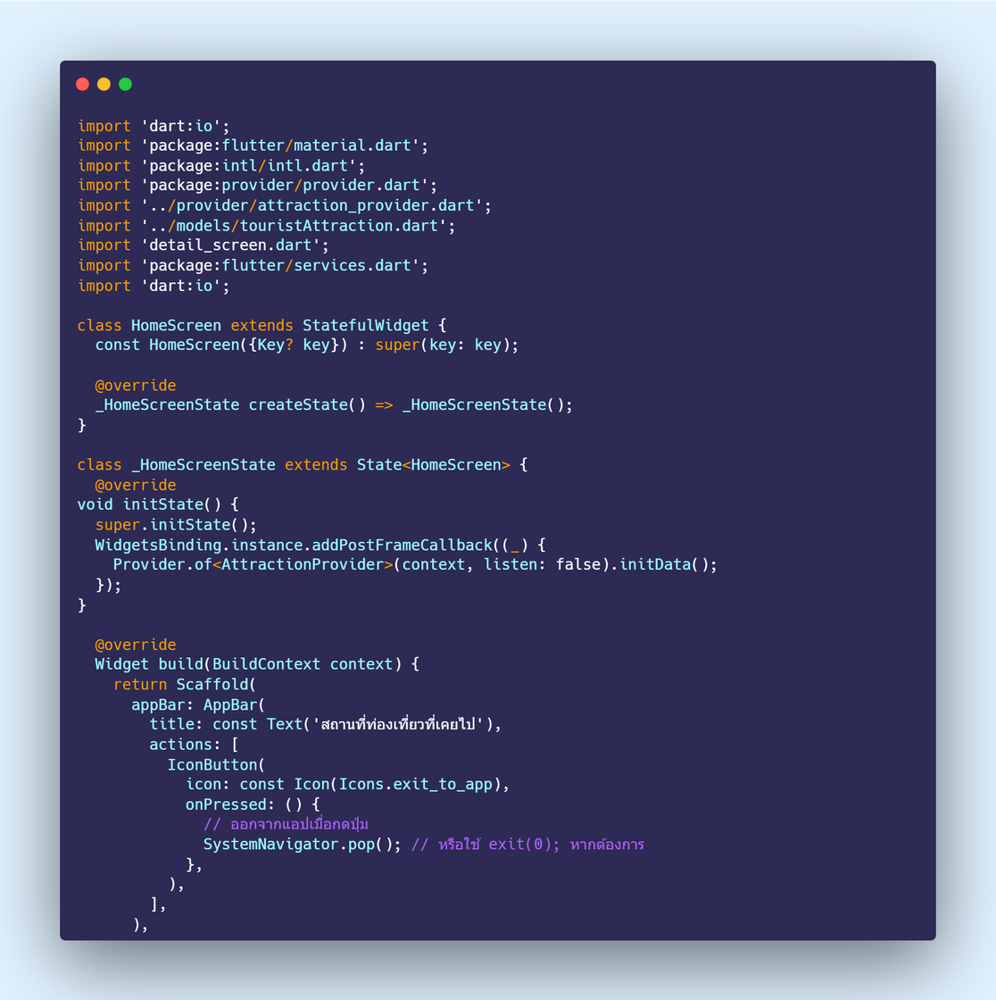 import 'dart:io';
import 'package:flutter/material.dart';
import 'package:intl/intl.dart';
import 'package:provider/provider.dart';
import '../provider/attraction_provider.dart';
import '../models/touristAttraction.dart';
import 'detail_screen.dart';
import 'package:flutter/services.dart';
import 'dart:io';

class HomeScreen extends StatefulWidget {
  const HomeScreen({Key? key}) : super(key: key);

  @override
  _HomeScreenState createState() => _HomeScreenState();
}

class _HomeScreenState extends State<HomeScreen> {
  @override
void initState() {
  super.initState();
  WidgetsBinding.instance.addPostFrameCallback((_) {
    Provider.of<AttractionProvider>(context, listen: false).initData();
  });
}

  @override
  Widget build(BuildContext context) {
    return Scaffold(
      appBar: AppBar(
        title: const Text('สถานที่ท่องเที่ยวที่เคยไป'),
        actions: [
          IconButton(
            icon: const Icon(Icons.exit_to_app),
            onPressed: () {
              // ออกจากแอปเมื่อกดปุ่ม
              SystemNavigator.pop(); // หรือใช้ exit(0); หากต้องการ
            },
          ),
        ],
      ),